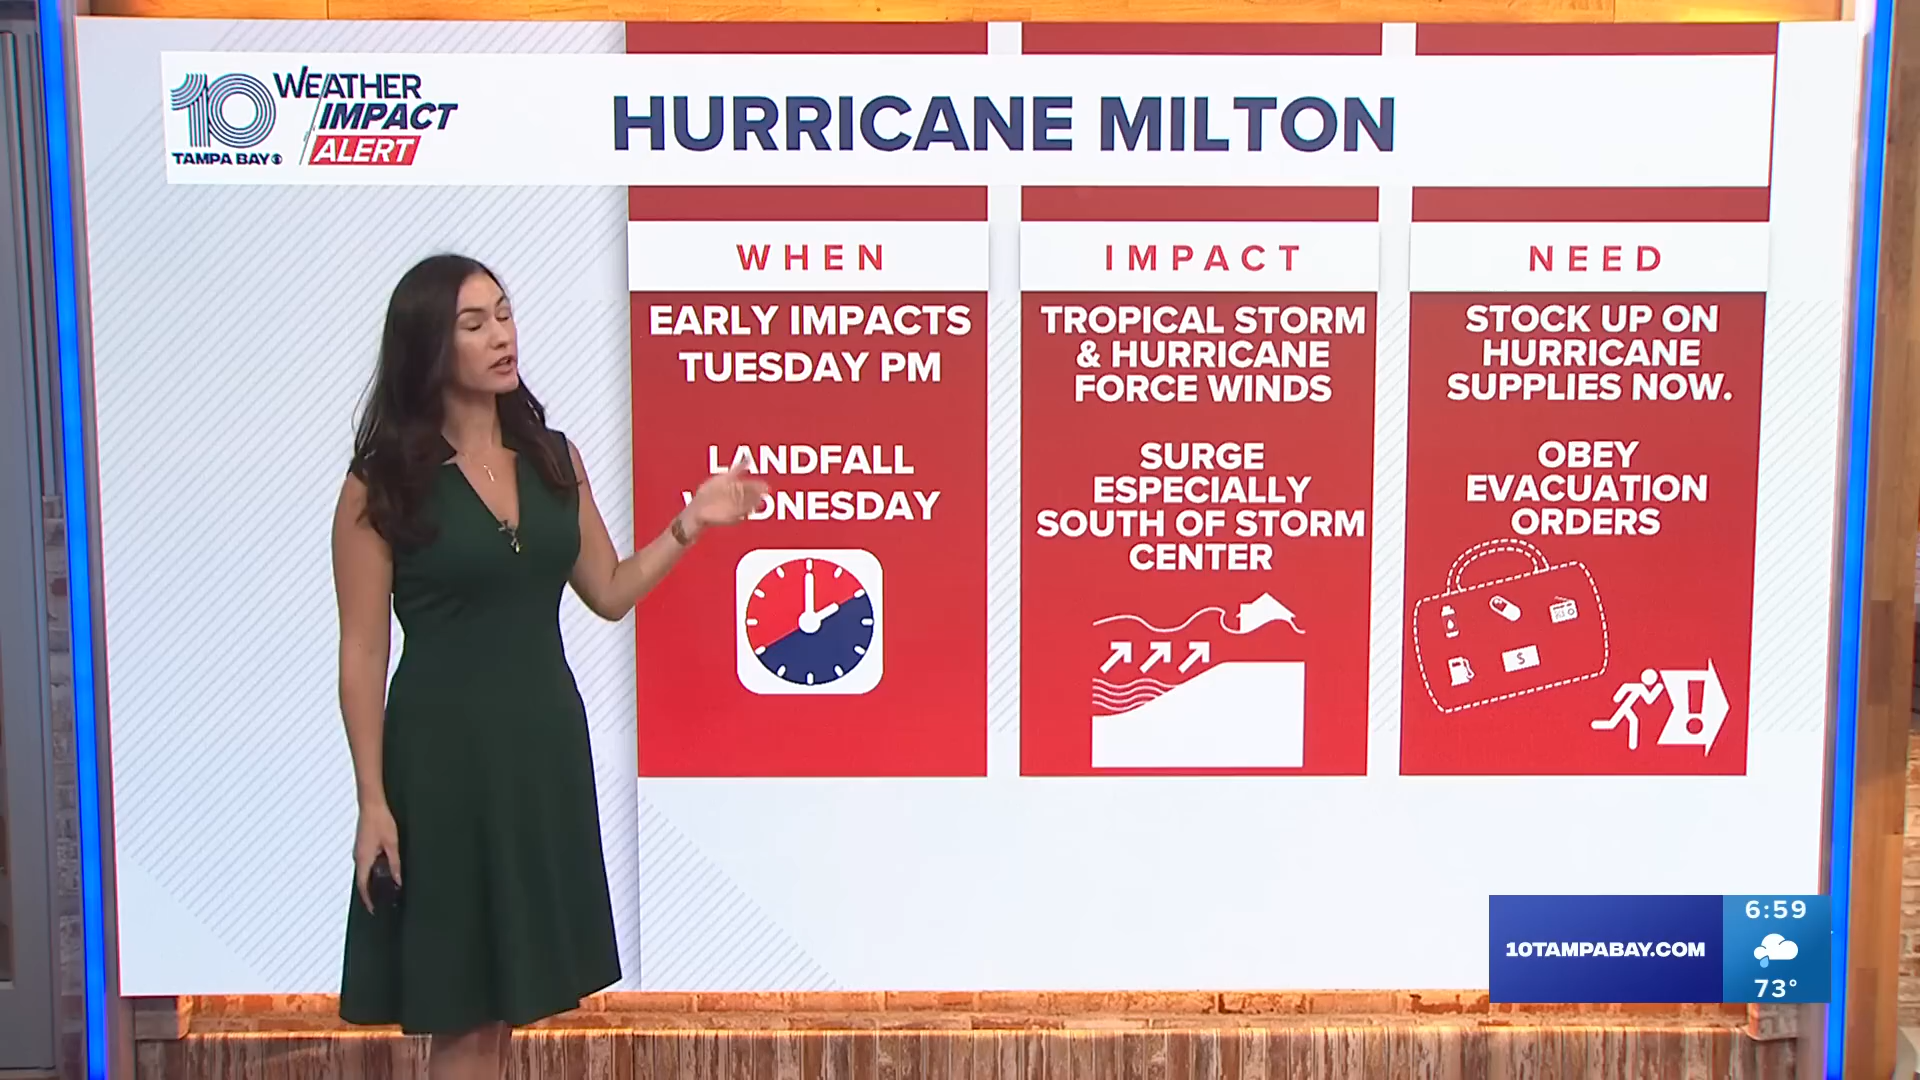 10
TAMPA BAY
WEATHER
IMPACT
ALERT
HURRICANE MILTON
WHEN
EARLY IMPACTS
TUESDAY PM
LANDFALL
WEDNESDAY
IMPACT
TROPICAL STORM
& HURRICANE
FORCE WINDS
SURGE
ESPECIALLY
SOUTH OF STORM
CENTER
NEED
STOCK UP ON
HURRICANE
SUPPLIES NOW.
OBEY
EVACUATION
ORDERS
$
!
10TAMPABAY.COM
6:59
73°